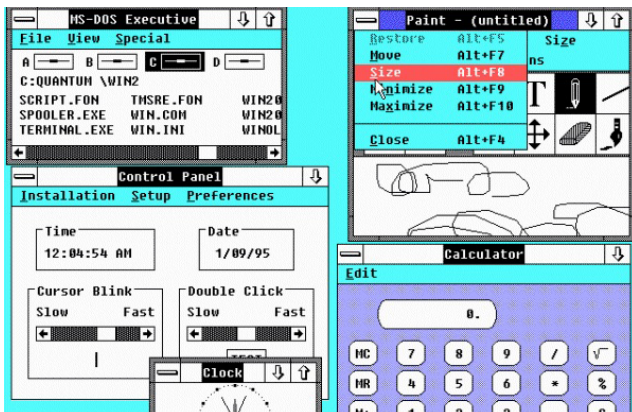 MS-DOS Executive
File View Special
A B C D
C:QUANTUM \WIN2
SCRIPT.FON TMSRE.FON WIN20
SPOOLER.EXE WIN.COM WIN20
TERMINAL.EXE WIN.INI WINOL
Paint - (untitled)
Restore Alt+F5
Move Alt+F7
Size Alt+F8
Minimize Alt+F9
Maximize Alt+F10
Close Alt+F4
Size
ns
T
Control Panel
Installation Setup Preferences
Time
12:04:54 AM
Date
1/09/95
Cursor Blink
Slow Fast
Double Click
Slow Fast
TEST
Clock
Calculator
Edit
0.
MC 7 8 9 / √
MR 4 5 6 * %